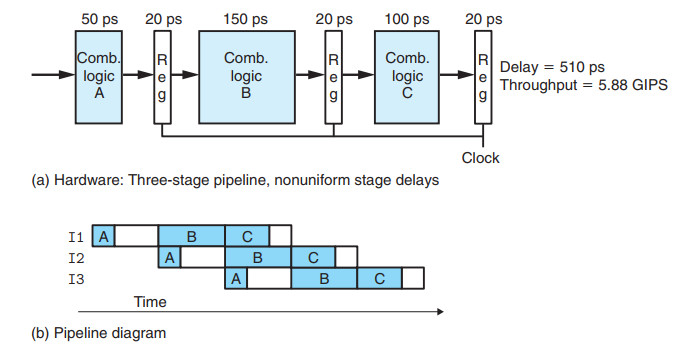 50 ps 20 ps 150 ps 20 ps 100 ps 20 ps
Comb.
logic
A
R
e
g
Comb.
logic
B
R
e
g
Comb.
logic
C
R
e
g
Delay = 510 ps
Throughput = 5.88 GIPS
Clock
(a) Hardware: Three-stage pipeline, nonuniform stage delays
I1 A B C
I2 A B C
I3 A B C
Time
(b) Pipeline diagram